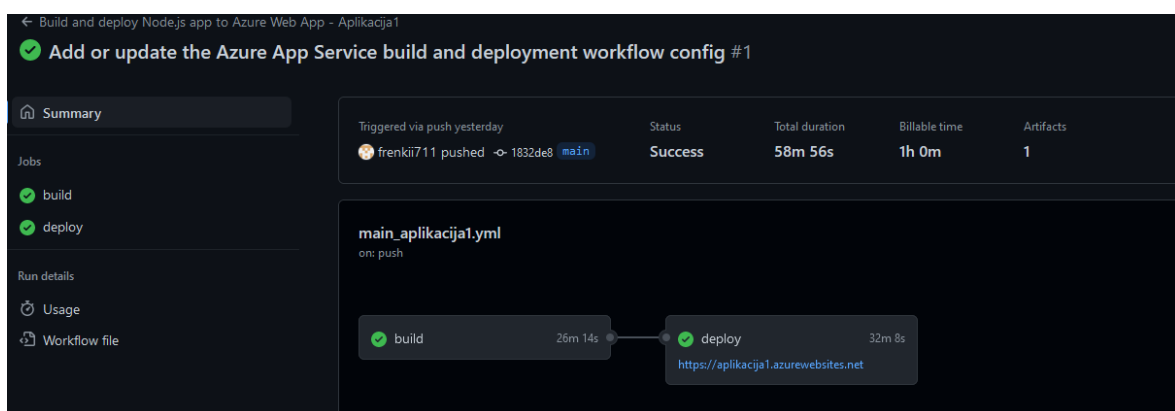 ← Build and deploy Node.js app to Azure Web App - Aplikacija1
Add or update the Azure App Service build and deployment workflow config #1
Summary
Jobs
build
deploy
Run details
Usage
Workflow file
Triggered via push yesterday
frenkii711 pushed 1832de8 main
Status
Success
Total duration
58m 56s
Billable time
1h 0m
Artifacts
1
main_aplikacija1.yml
on: push
build 26m 14s
deploy 32m 8s
https://aplikacija1.azurewebsites.net